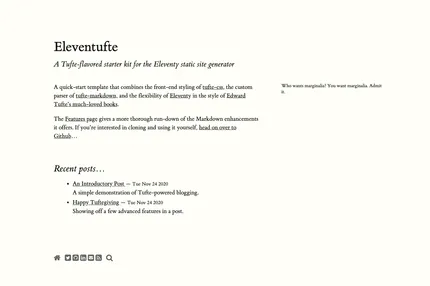 Eleventufte
A Tufte-flavored starter kit for the Eleventy static site generator
A quick-start template that combines the front-end styling of tufte-css, the custom
parser of tufte-markdown, and the flexibility of Eleventy in the style of Edward
Tufte's much-loved books.
Who wants marginalia? You want marginalia. Admit
it.
The Features page gives a more thorough run-down of the Markdown enhancements
it offers. If you're interested in cloning and using it yourself, head on over to
Github…
Recent posts…
• An Introductory Post — Tue Nov 24 2020
A simple demonstration of Tufte-powered blogging.
• Happy Tuftegiving — Tue Nov 24 2020
Showing off a few advanced features in a post.